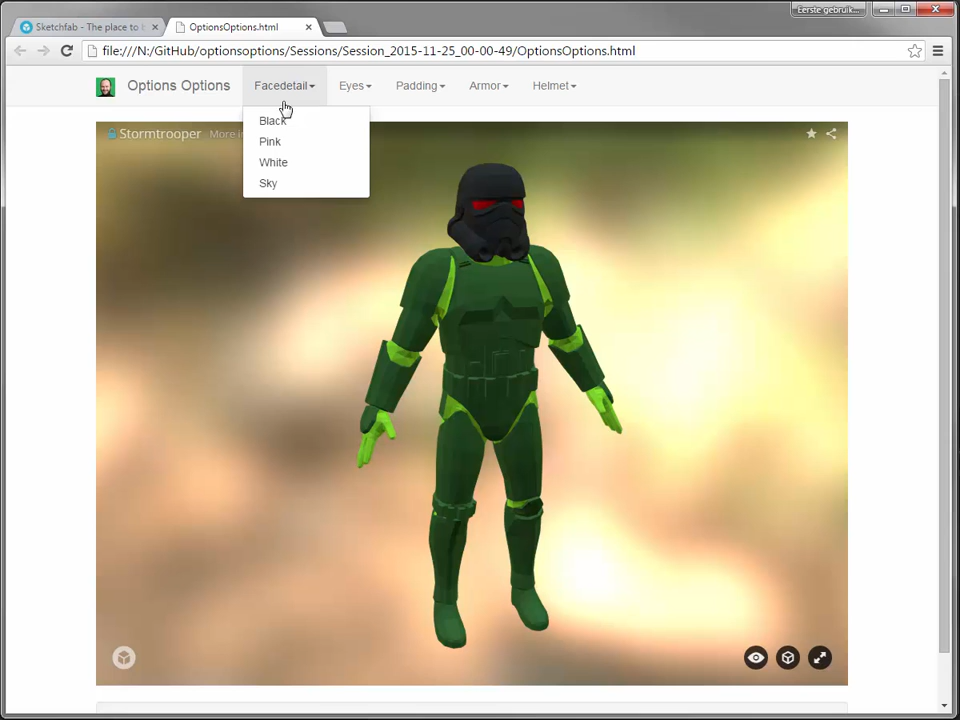 Eerste gebruik...
Sketchfab - The place to b
OptionsOptions.html
file:///N:/GitHub/optionsoptions/Sessions/Session_2015-11-25_00-00-49/OptionsOptions.html
Options Options Facedetail Eyes Padding Armor Helmet
Black
Pink
White
Sky
Stormtrooper - More in